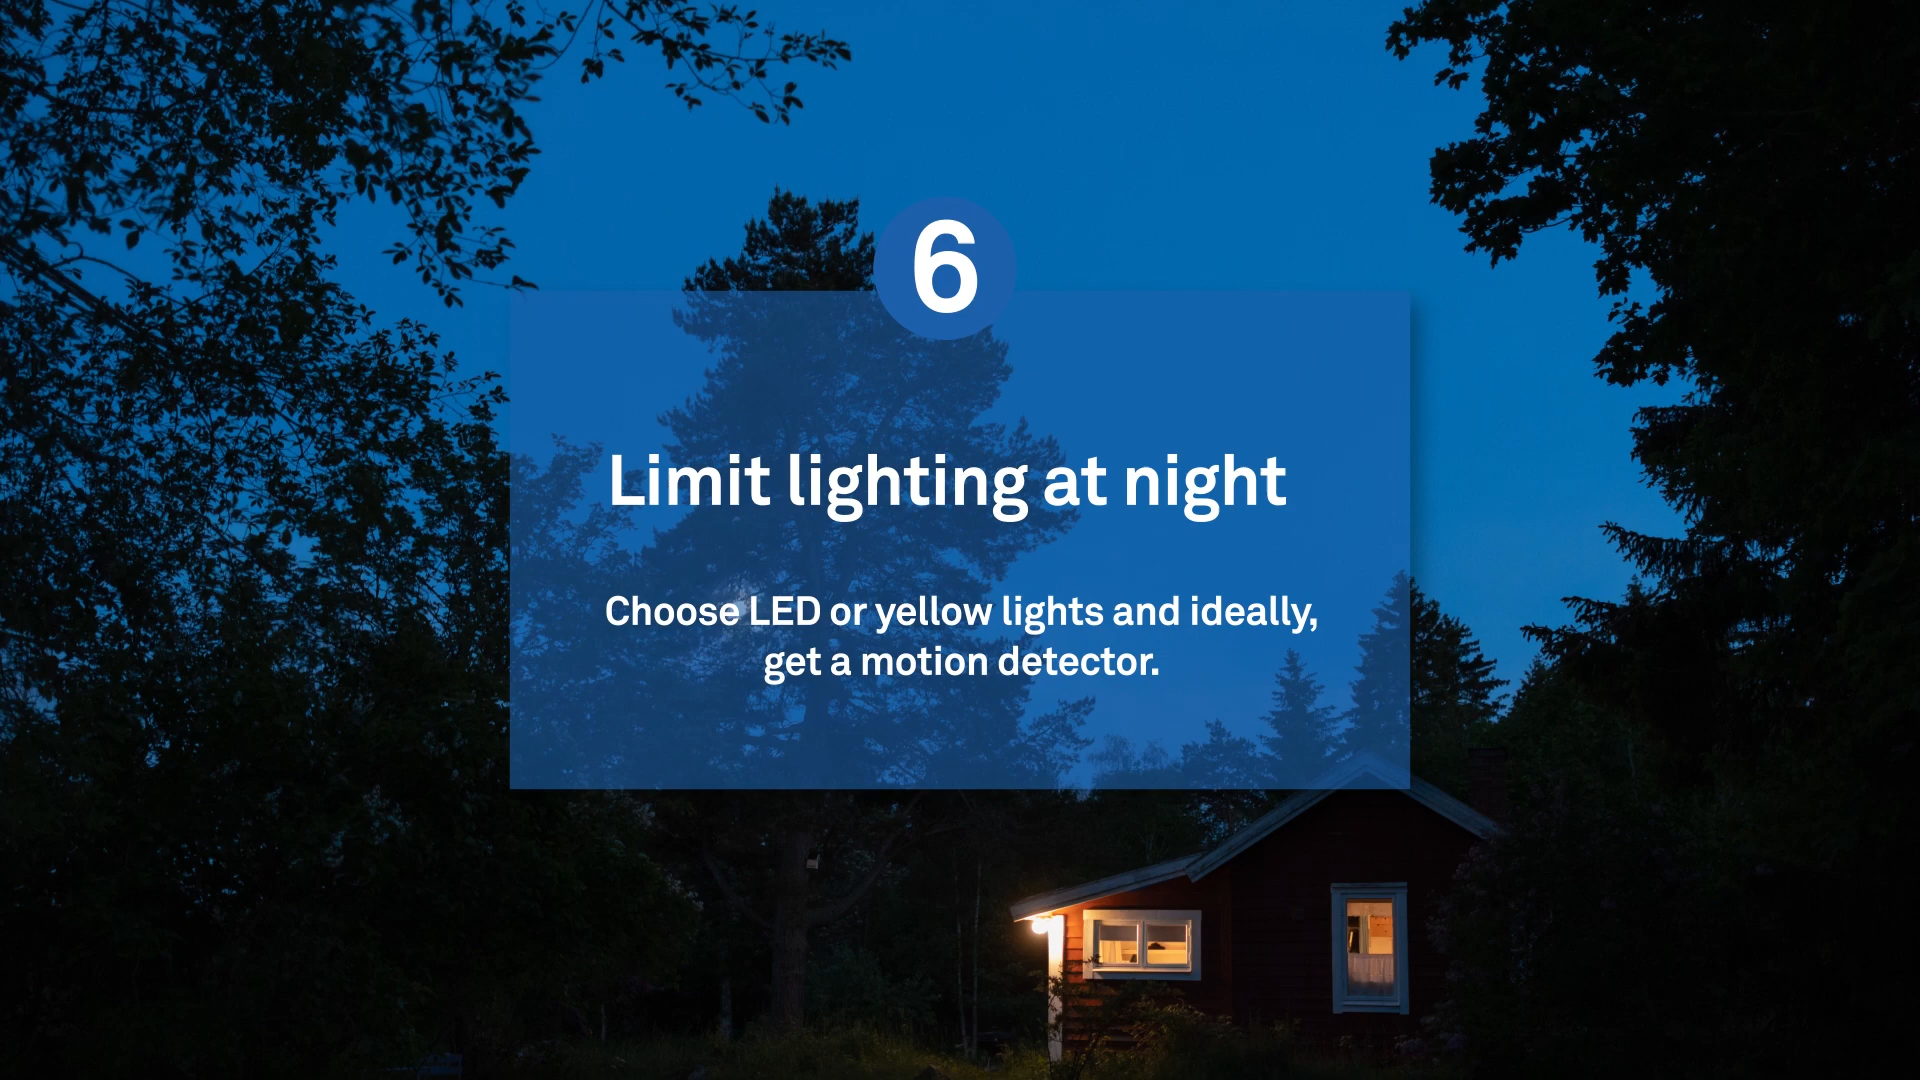 6
Limit lighting at night
Choose LED or yellow lights and ideally,
get a motion detector.